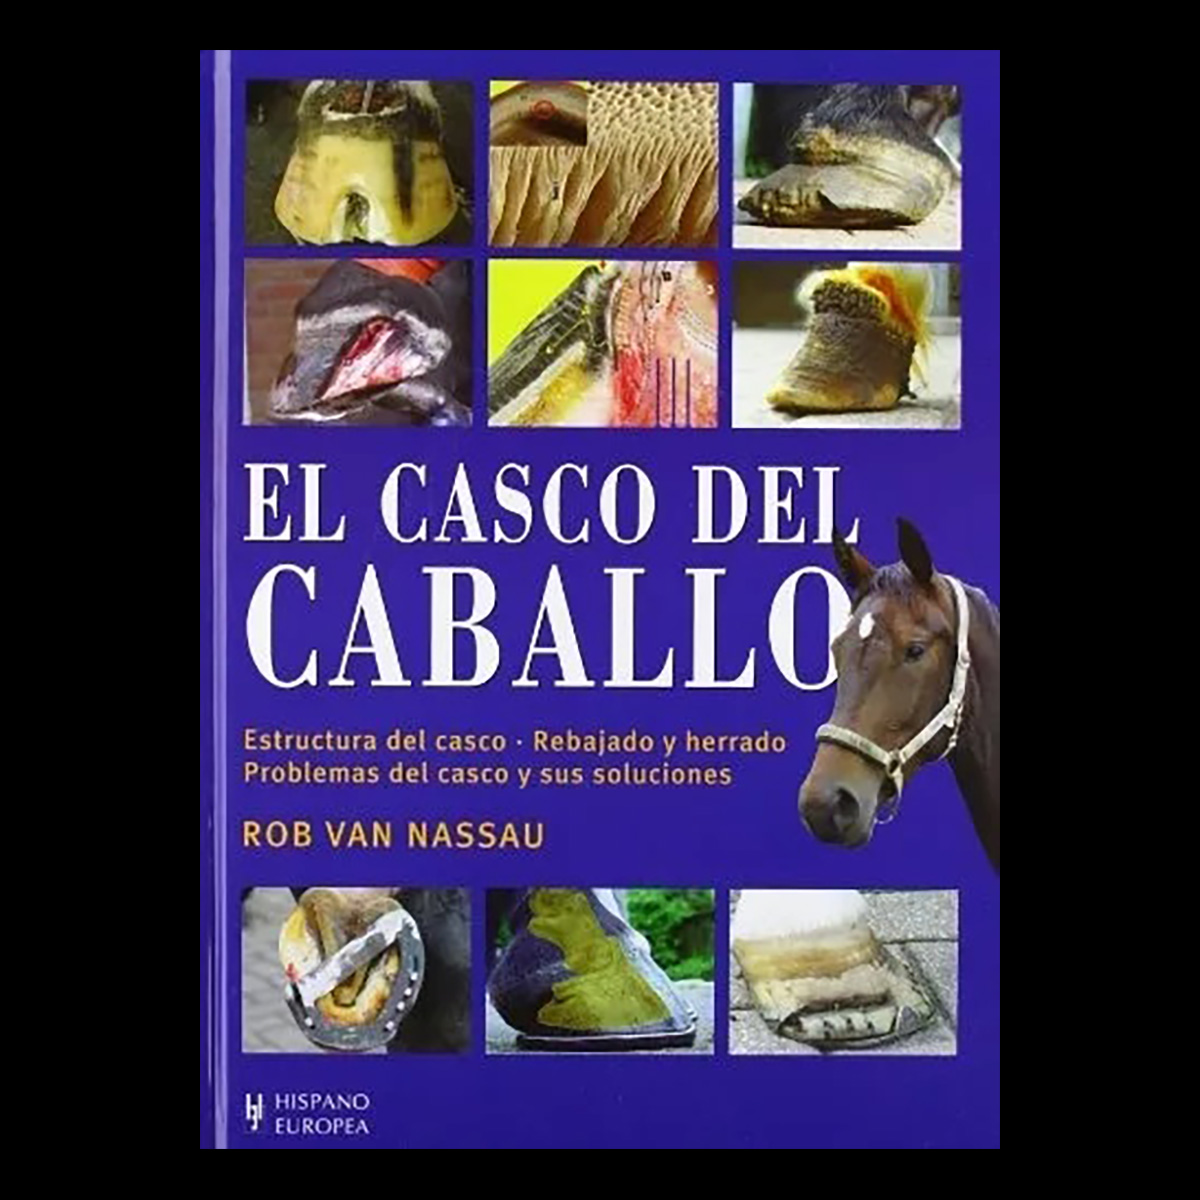 EL CASCO DEL
CABALLO
Estructura del casco · Rebajado y herrado
Problemas del casco y sus soluciones
ROB VAN NASSAU
HISPANO
EUROPEA